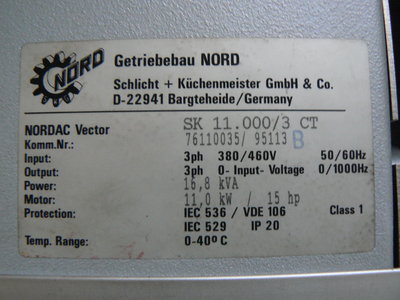 NORD
Getriebebau NORD
Schlicht + Küchenmeister GmbH & Co.
D-22941 Bargteheide/Germany
NORDAC Vector SK 11.000/3 CT
Komm.Nr.: 76110035/ 95113 B
Input: 3ph 380/460V 50/60Hz
Output: 3ph 0- Input- Voltage 0/1000Hz
Power: 16,8 kVA
Motor: 11,0 kW / 15 hp
Protection: IEC 536 / VDE 106 Class 1
IEC 529 IP 20
Temp. Range: 0-40°C